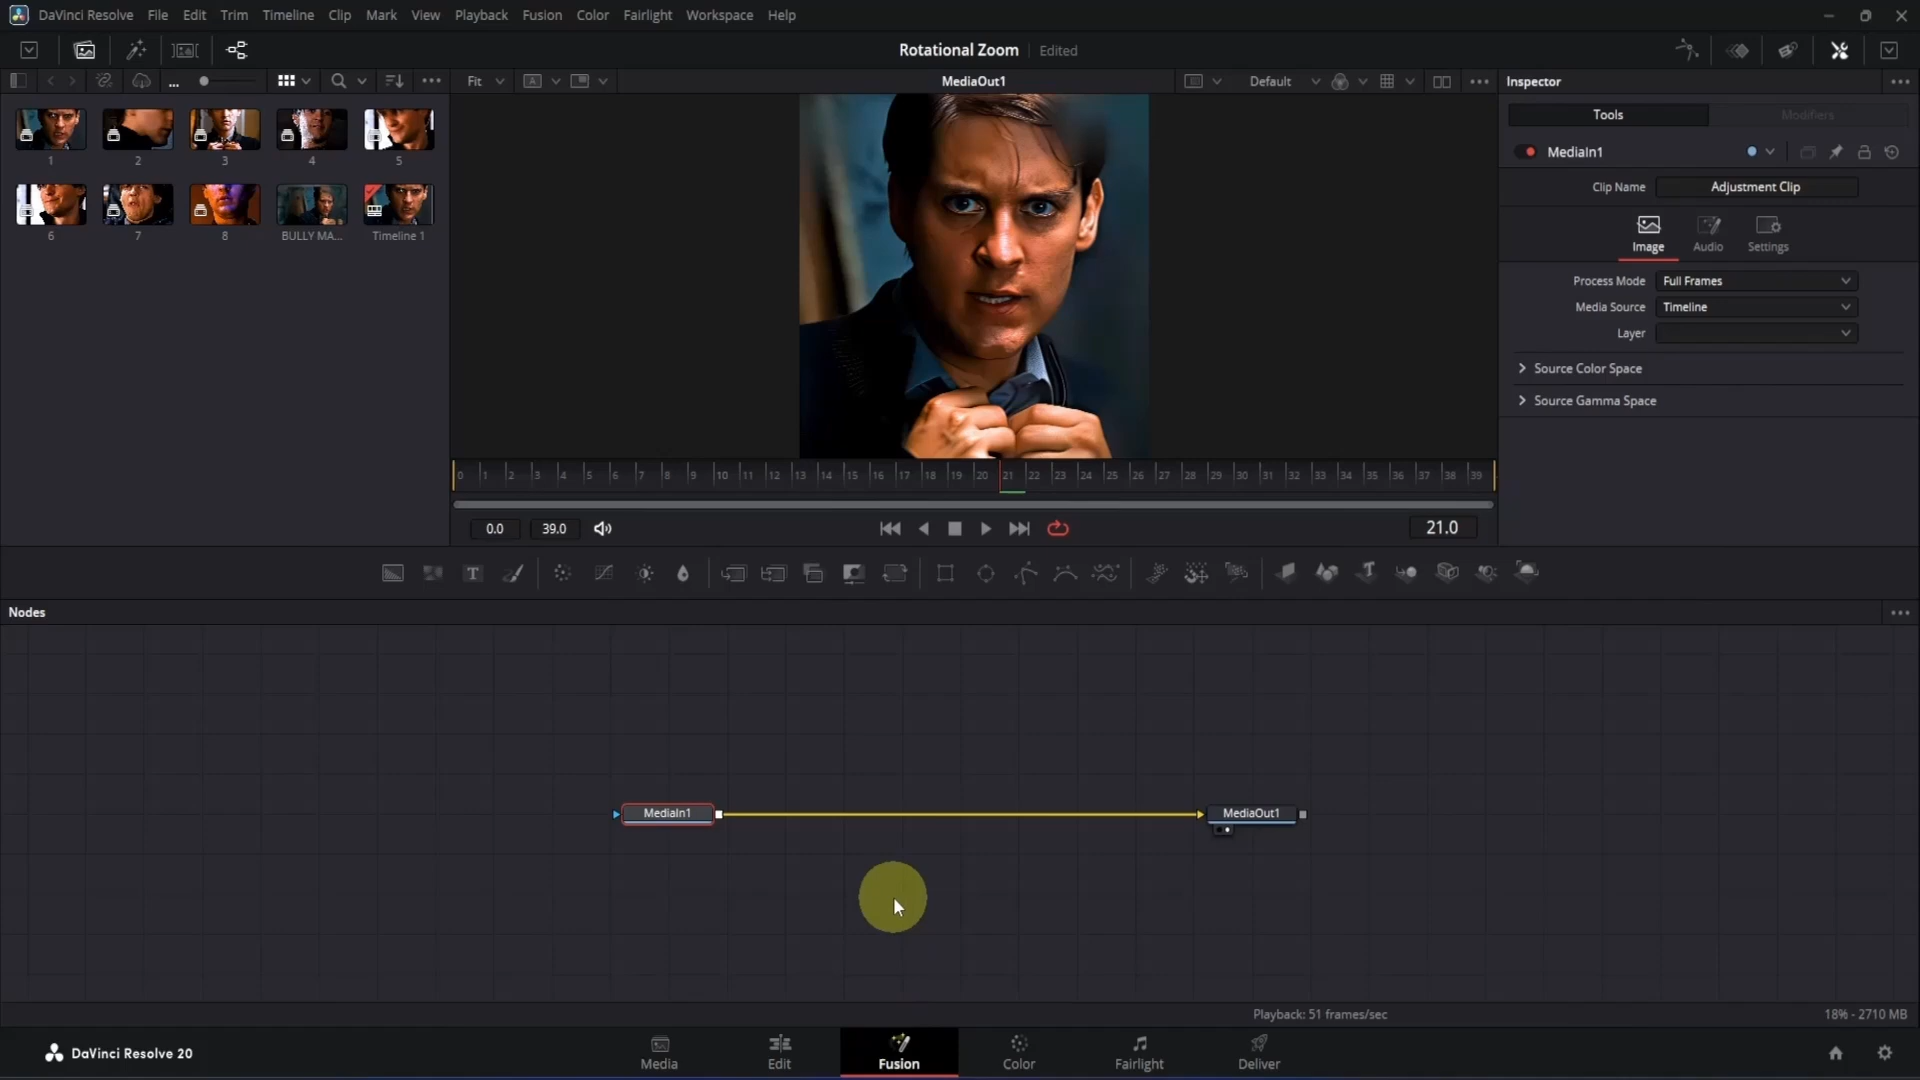 DaVinci Resolve File Edit Trim Timeline Clip Mark View Playback Fusion Color Fairlight Workspace Help
Rotational Zoom Edited
... Fit MediaOut1 Default Inspector
Tools Modifiers
MediaIn1
Clip Name Adjustment Clip
Image Audio Settings
Process Mode Full Frames
Media Source Timeline
Layer
Source Color Space
Source Gamma Space
1 2 3 4 5
6 7 8 BULLY MA... Timeline 1
0 1 2 3 4 5 6 7 8 9 10 11 12 13 14 15 16 17 18 19 20 21 22 23 24 25 26 27 28 29 30 31 32 33 34 35 36 37 38 39
0.0 39.0 21.0
Nodes
MediaIn1 MediaOut1
Playback: 51 frames/sec 18% - 2710 MB
DaVinci Resolve 20 Media Edit Fusion Color Fairlight Deliver